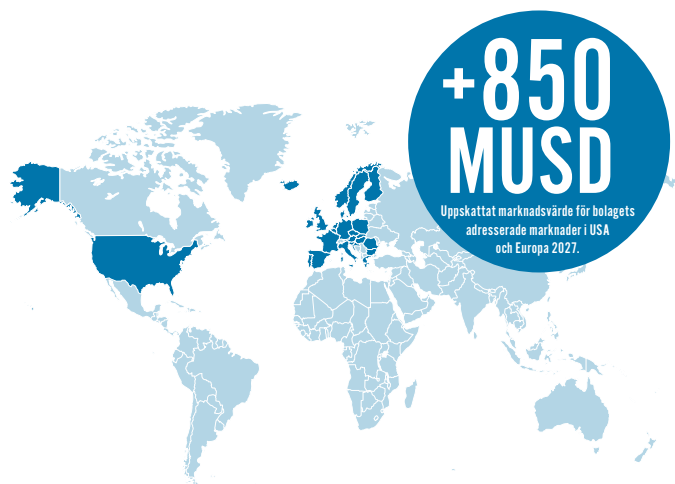 +850
MUSD
Uppskattat marknadsvärde för bolagets
adresserade marknader i USA
och Europa 2027.